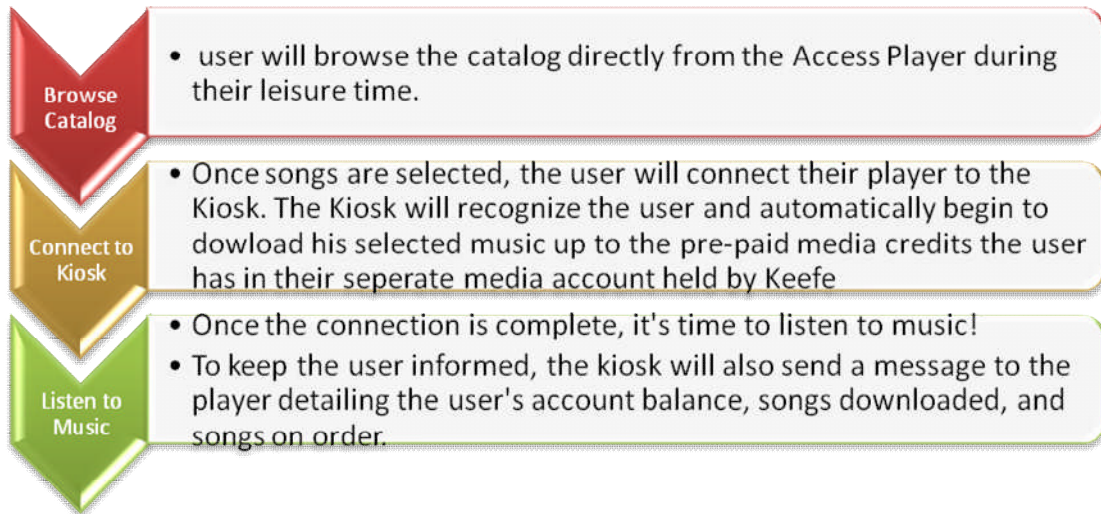 Browse
Catalog
• user will browse the catalog directly from the Access Player during
their leisure time.
Connect to
Kiosk
• Once songs are selected, the user will connect their player to the
Kiosk. The Kiosk will recognize the user and automatically begin to
dowload his selected music up to the pre-paid media credits the user
has in their seperate media account held by Keefe
Listen to
Music
• Once the connection is complete, it's time to listen to music!
• To keep the user informed, the kiosk will also send a message to the
player detailing the user's account balance, songs downloaded, and
songs on order.